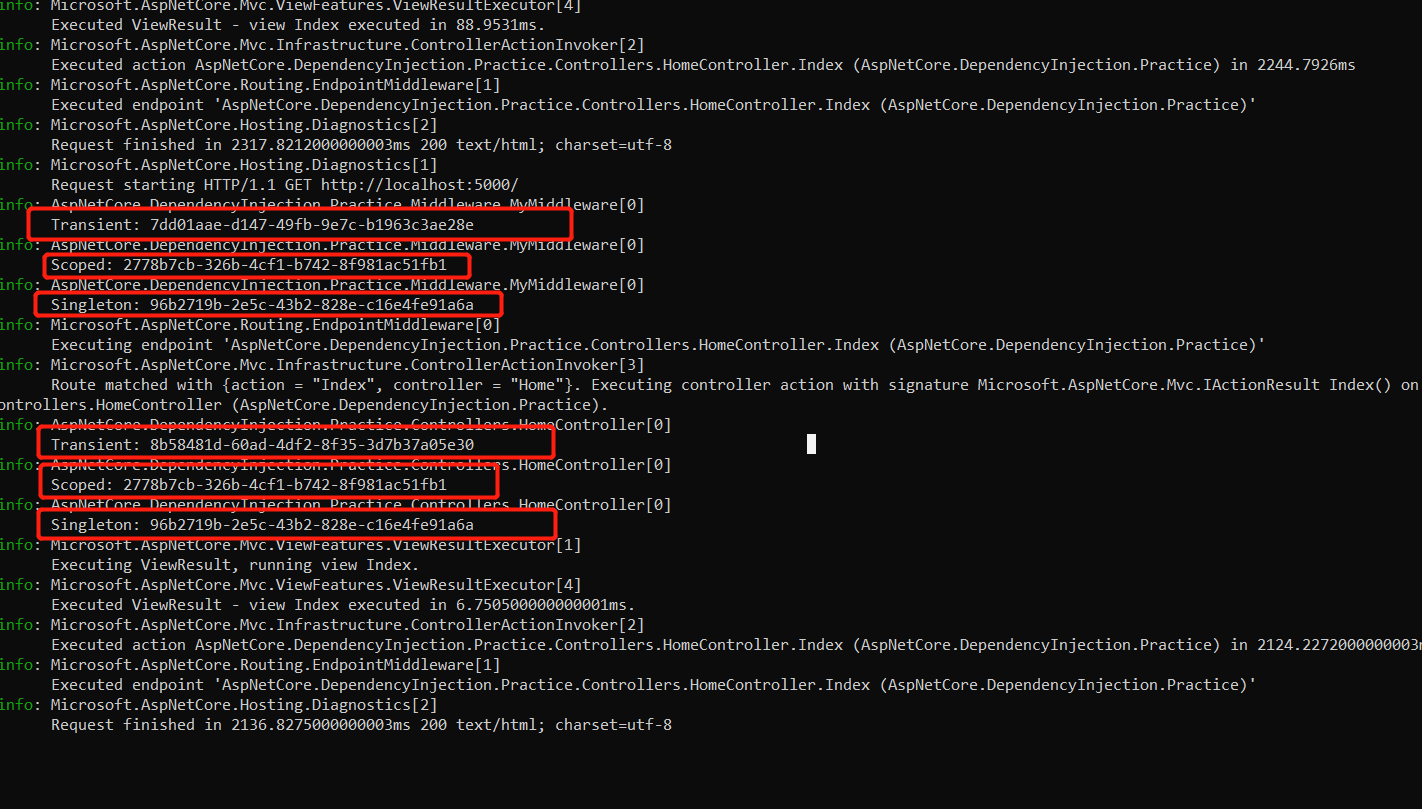 info: Microsoft.AspNetCore.Mvc.ViewFeatures.ViewResultExecutor[4]
Executed ViewResult - view Index executed in 88.9531ms.
info: Microsoft.AspNetCore.Mvc.Infrastructure.ControllerActionInvoker[2]
Executed action AspNetCore.DependencyInjection.Practice.Controllers.HomeController.Index (AspNetCore.DependencyInjection.Practice) in 2244.7926ms
info: Microsoft.AspNetCore.Routing.EndpointMiddleware[1]
Executed endpoint 'AspNetCore.DependencyInjection.Practice.Controllers.HomeController.Index (AspNetCore.DependencyInjection.Practice)'
info: Microsoft.AspNetCore.Hosting.Diagnostics[2]
Request finished in 2317.8212000000003ms 200 text/html; charset=utf-8
info: Microsoft.AspNetCore.Hosting.Diagnostics[1]
Request starting HTTP/1.1 GET http://localhost:5000/
info: AspNetCore.DependencyInjection.Practice.Middleware.MyMiddleware[0]
Transient: 7dd01aae-d147-49fb-9e7c-b1963c3ae28e
info: AspNetCore.DependencyInjection.Practice.Middleware.MyMiddleware[0]
Scoped: 2778b7cb-326b-4cf1-b742-8f981ac51fb1
info: AspNetCore.DependencyInjection.Practice.Middleware.MyMiddleware[0]
Singleton: 96b2719b-2e5c-43b2-828e-c16e4fe91a6a
info: Microsoft.AspNetCore.Routing.EndpointMiddleware[0]
Executing endpoint 'AspNetCore.DependencyInjection.Practice.Controllers.HomeController.Index (AspNetCore.DependencyInjection.Practice)'
info: Microsoft.AspNetCore.Mvc.Infrastructure.ControllerActionInvoker[3]
Route matched with {action = "Index", controller = "Home"}. Executing controller action with signature Microsoft.AspNetCore.Mvc.IActionResult Index() on
ontrollers.HomeController (AspNetCore.DependencyInjection.Practice).
info: AspNetCore.DependencyInjection.Practice.Controllers.HomeController[0]
Transient: 8b58481d-60ad-4df2-8f35-3d7b37a05e30
info: AspNetCore.DependencyInjection.Practice.Controllers.HomeController[0]
Scoped: 2778b7cb-326b-4cf1-b742-8f981ac51fb1
info: AspNetCore.DependencyInjection.Practice.Controllers.HomeController[0]
Singleton: 96b2719b-2e5c-43b2-828e-c16e4fe91a6a
info: Microsoft.AspNetCore.Mvc.ViewFeatures.ViewResultExecutor[1]
Executing ViewResult, running view Index.
info: Microsoft.AspNetCore.Mvc.ViewFeatures.ViewResultExecutor[4]
Executed ViewResult - view Index executed in 6.750500000000001ms.
info: Microsoft.AspNetCore.Mvc.Infrastructure.ControllerActionInvoker[2]
Executed action AspNetCore.DependencyInjection.Practice.Controllers.HomeController.Index (AspNetCore.DependencyInjection.Practice) in 2124.2272000000003m
info: Microsoft.AspNetCore.Routing.EndpointMiddleware[1]
Executed endpoint 'AspNetCore.DependencyInjection.Practice.Controllers.HomeController.Index (AspNetCore.DependencyInjection.Practice)'
info: Microsoft.AspNetCore.Hosting.Diagnostics[2]
Request finished in 2136.8275000000003ms 200 text/html; charset=utf-8